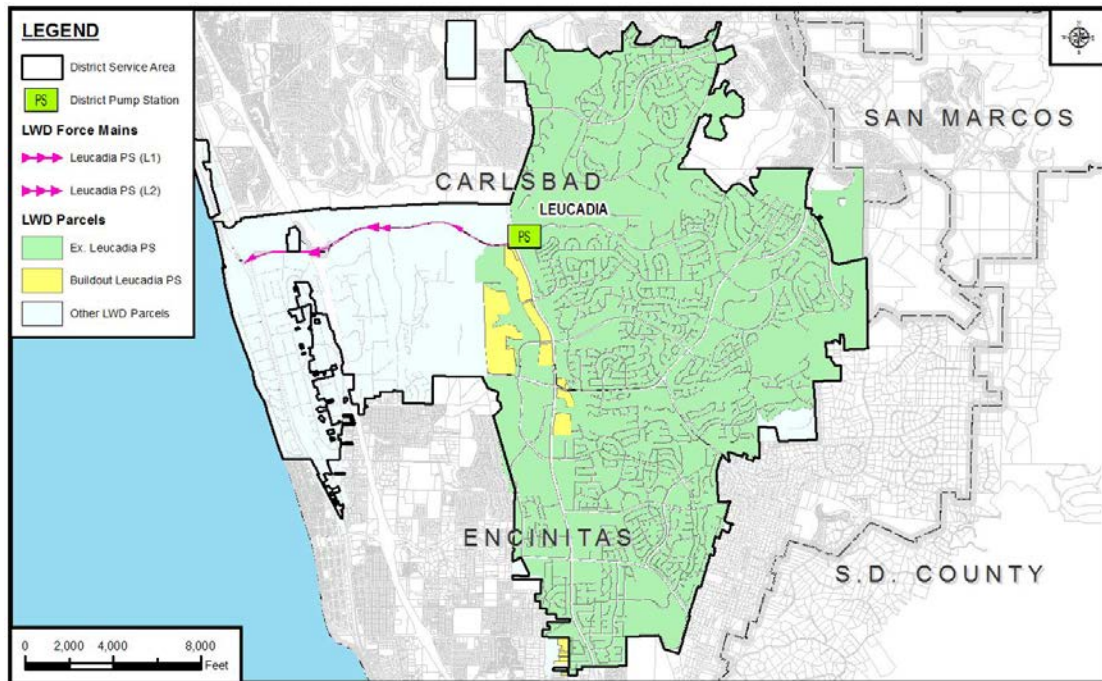 LEGEND
District Service Area
PS
District Pump Station
LWD Force Mains
Leucadia PS (L1)
Leucadia PS (L2)
LWD Parcels
Ex. Leucadia PS
Buildout Leucadia PS
Other LWD Parcels
SAN MARCOS
CARLSBAD
LEUCADIA
PS
ENCINITAS
S.D. COUNTY
0 2,000 4,000 8,000
Feet